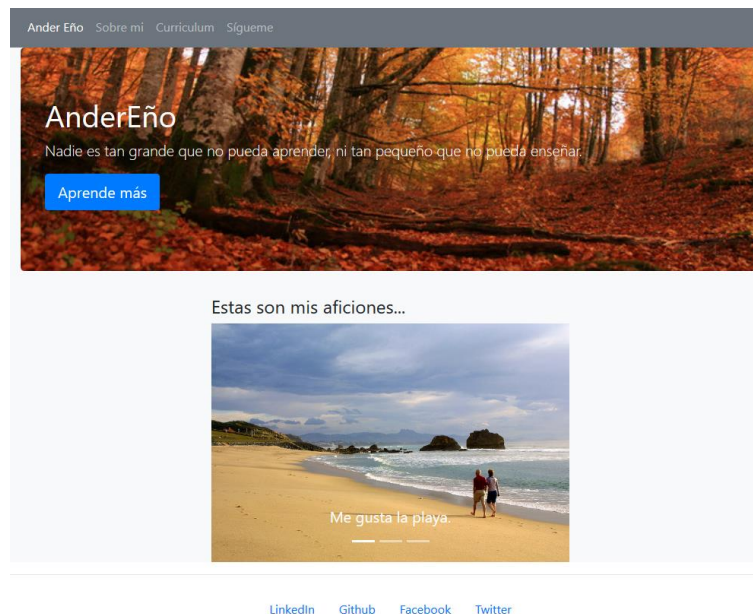 Ander Eño Sobre mi Curriculum Sígueme
AnderEño
Nadie es tan grande que no pueda aprender, ni tan pequeño que no pueda enseñar.
Aprende más
Estas son mis aficiones...
Me gusta la playa.
LinkedIn Github Facebook Twitter